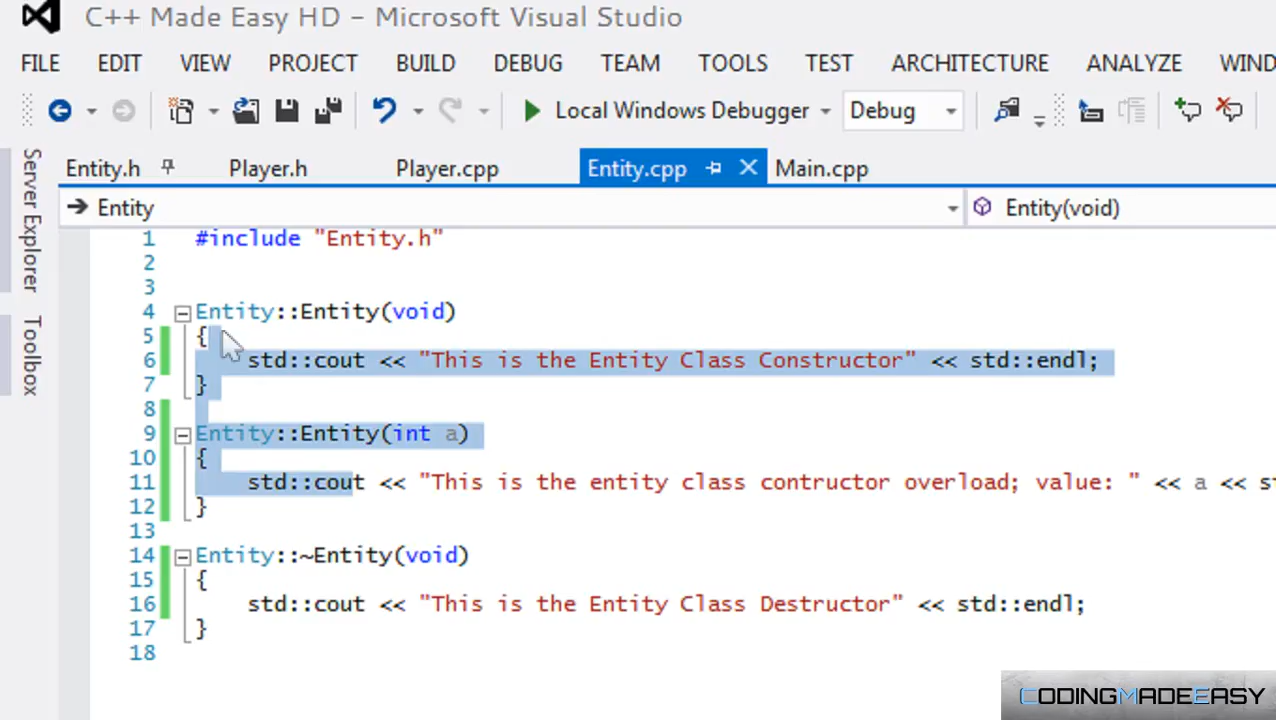 C++ Made Easy HD - Microsoft Visual Studio
FILE EDIT VIEW PROJECT BUILD DEBUG TEAM TOOLS TEST ARCHITECTURE ANALYZE WIND
Local Windows Debugger Debug
Server Explorer
Toolbox
Entity.h Player.h Player.cpp Entity.cpp Main.cpp
Entity Entity(void)
1 #include "Entity.h"
2
3
4 Entity::Entity(void)
5 {
6 std::cout << "This is the Entity Class Constructor" << std::endl;
7 }
8
9 Entity::Entity(int a)
10 {
11 std::cout << "This is the entity class contructor overload; value: " << a << st
12 }
13
14 Entity::~Entity(void)
15 {
16 std::cout << "This is the Entity Class Destructor" << std::endl;
17 }
18
CODINGMADEEASY